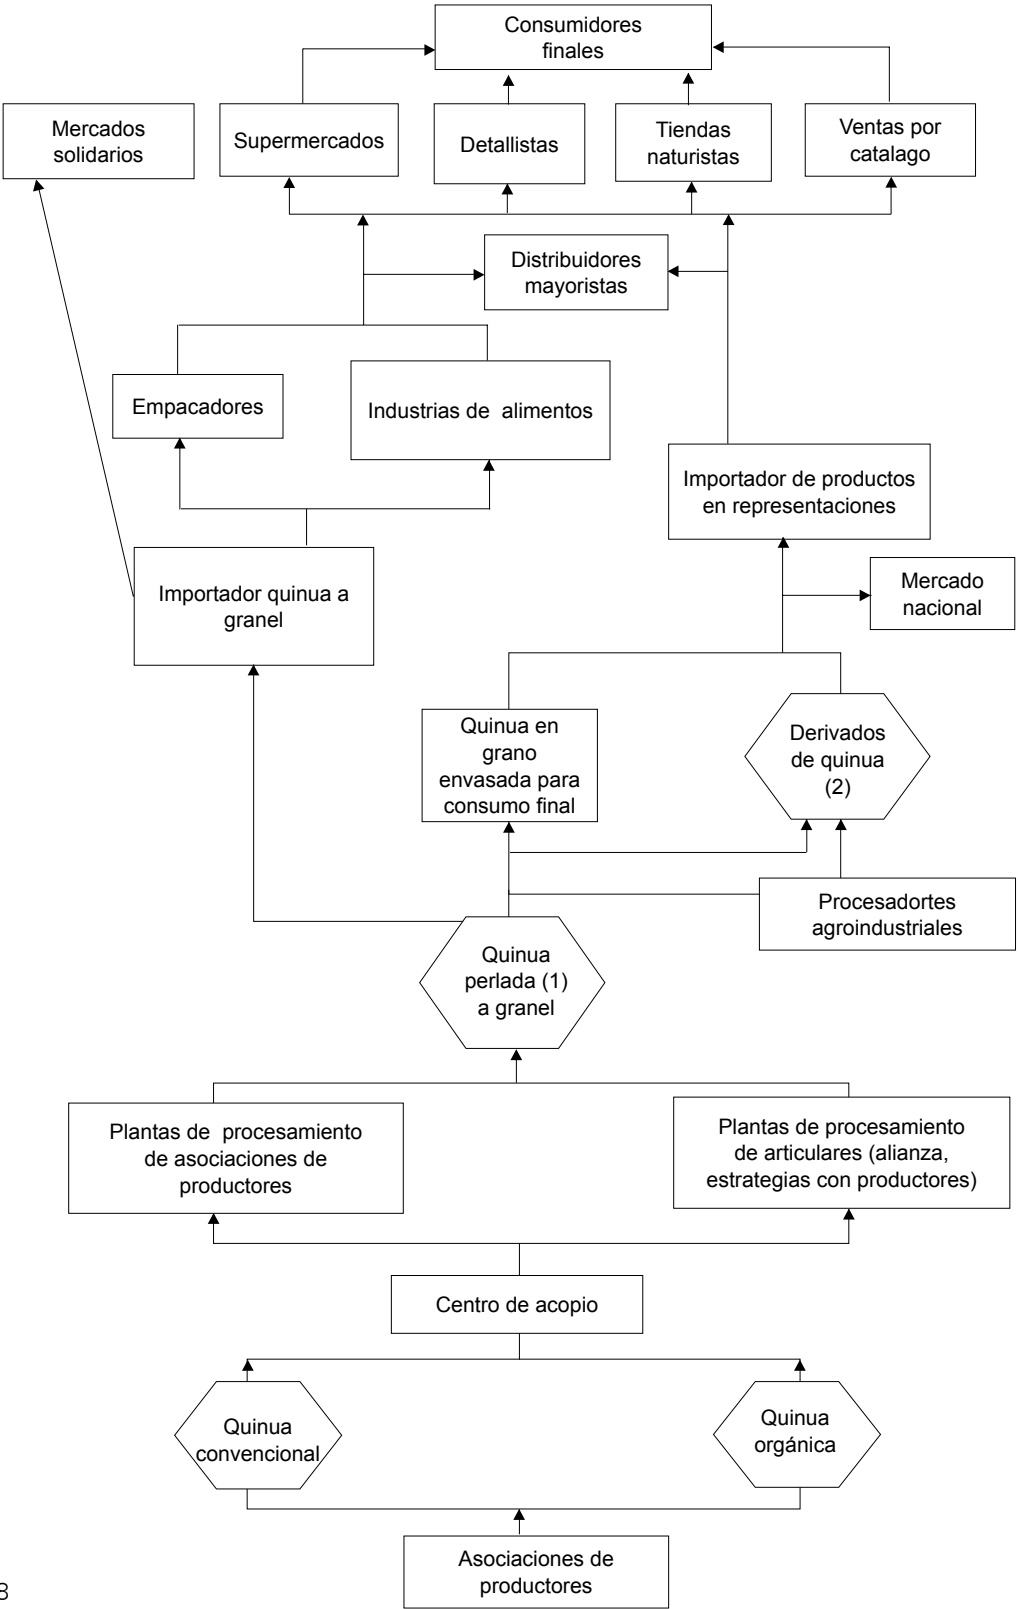 Consumidores
finales
Mercados
solidarios
Supermercados
Detallistas
Tiendas
naturistas
Ventas por
catalago
Distribuidores
mayoristas
Empacadores
Industrias de alimentos
Importador de productos
en representaciones
Importador quinua a
granel
Mercado
nacional
Quinua en
grano
envasada para
consumo final
Derivados
de quinua
(2)
Procesadortes
agroindustriales
Quinua
perlada (1)
a granel
Plantas de procesamiento
de asociaciones de
productores
Plantas de procesamiento
de articulares (alianza,
estrategias con productores)
Centro de acopio
Quinua
convencional
Quinua
orgánica
Asociaciones de
productores
8